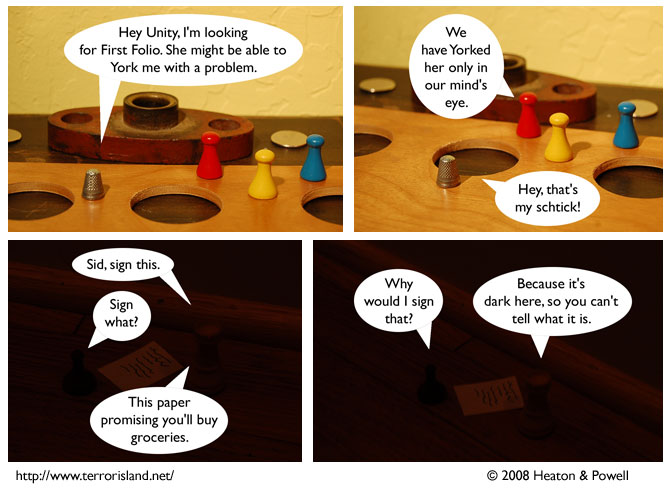 Hey Unity, I'm looking
for First Folio. She might be able to
York me with a problem.
We
have Yorked
her only in
our mind's
eye.
Hey, that's
my schtick!
Sid, sign this.
Sign
what?
This paper
promising you'll buy
groceries.
Why
would I sign
that?
Because it's
dark here, so you can't
tell what it is.
http://www.terrorisland.net/
© 2008 Heaton & Powell